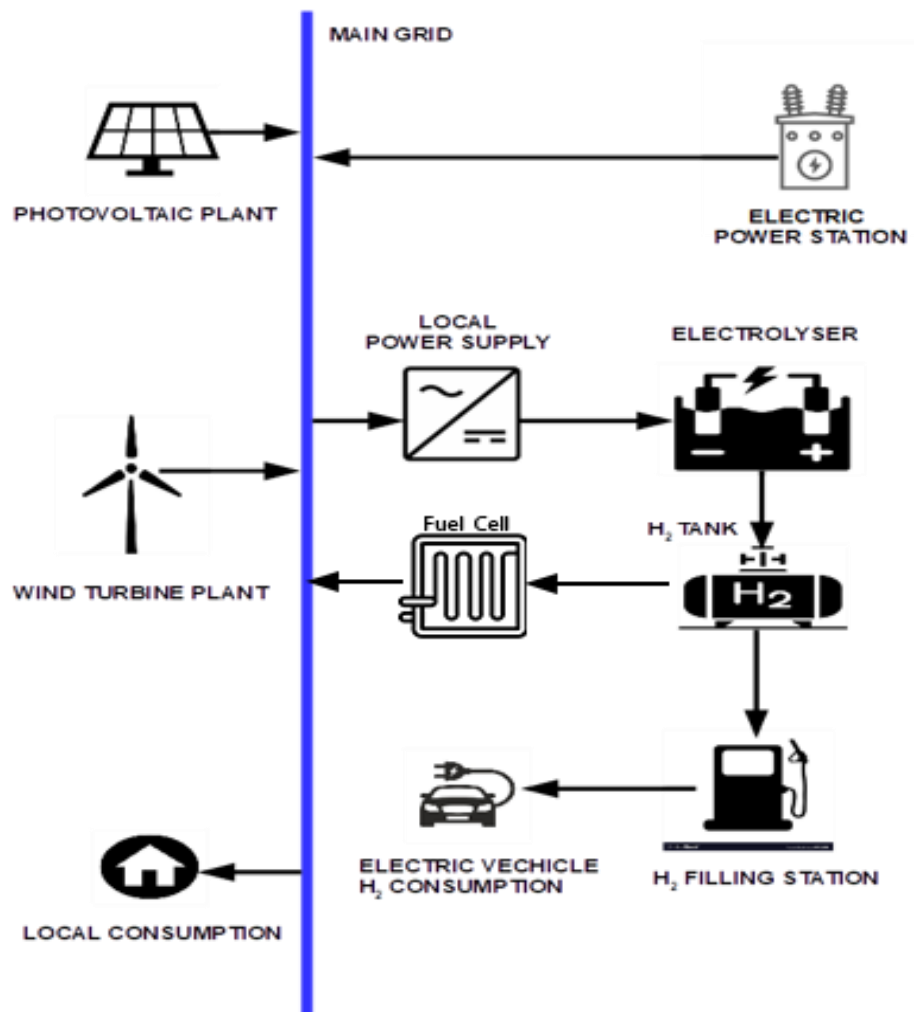 MAIN GRID
PHOTOVOLTAIC PLANT
ELECTRIC
POWER STATION
LOCAL
POWER SUPPLY
ELECTROLYSER
Fuel Cell
H₂ TANK
H₂
WIND TURBINE PLANT
ELECTRIC VECHICLE
H₂ CONSUMPTION
H₂ FILLING STATION
LOCAL CONSUMPTION